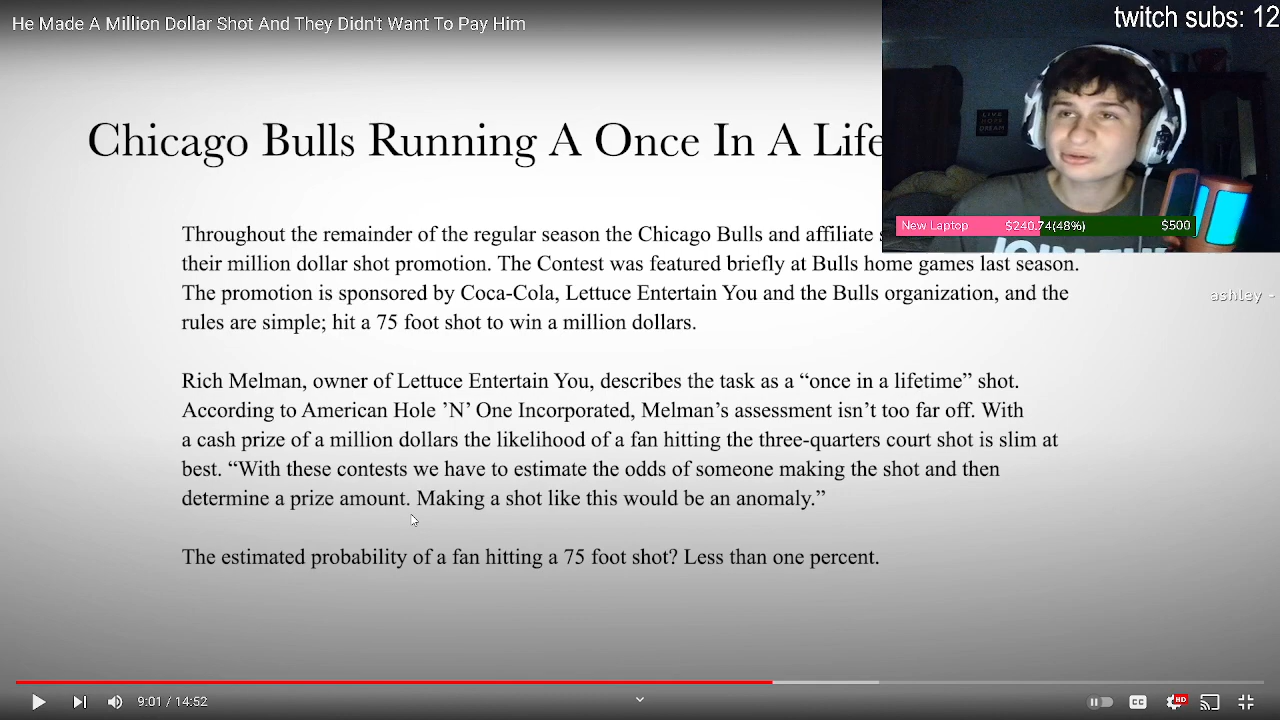 He Made A Million Dollar Shot And They Didn't Want To Pay Him
twitch subs: 12
Chicago Bulls Running A Once In A Life
LIVE
DREAM
New Laptop $240.74(48%) $500
Throughout the remainder of the regular season the Chicago Bulls and affiliate
their million dollar shot promotion. The Contest was featured briefly at Bulls home games last season.
ashley -
The promotion is sponsored by Coca-Cola, Lettuce Entertain You and the Bulls organization, and the
rules are simple; hit a 75 foot shot to win a million dollars.
Rich Melman, owner of Lettuce Entertain You, describes the task as a “once in a lifetime” shot.
According to American Hole ’N’ One Incorporated, Melman’s assessment isn’t too far off. With
a cash prize of a million dollars the likelihood of a fan hitting the three-quarters court shot is slim at
best. “With these contests we have to estimate the odds of someone making the shot and then
determine a prize amount. Making a shot like this would be an anomaly.”
The estimated probability of a fan hitting a 75 foot shot? Less than one percent.
9:01 / 14:52
CC
HD